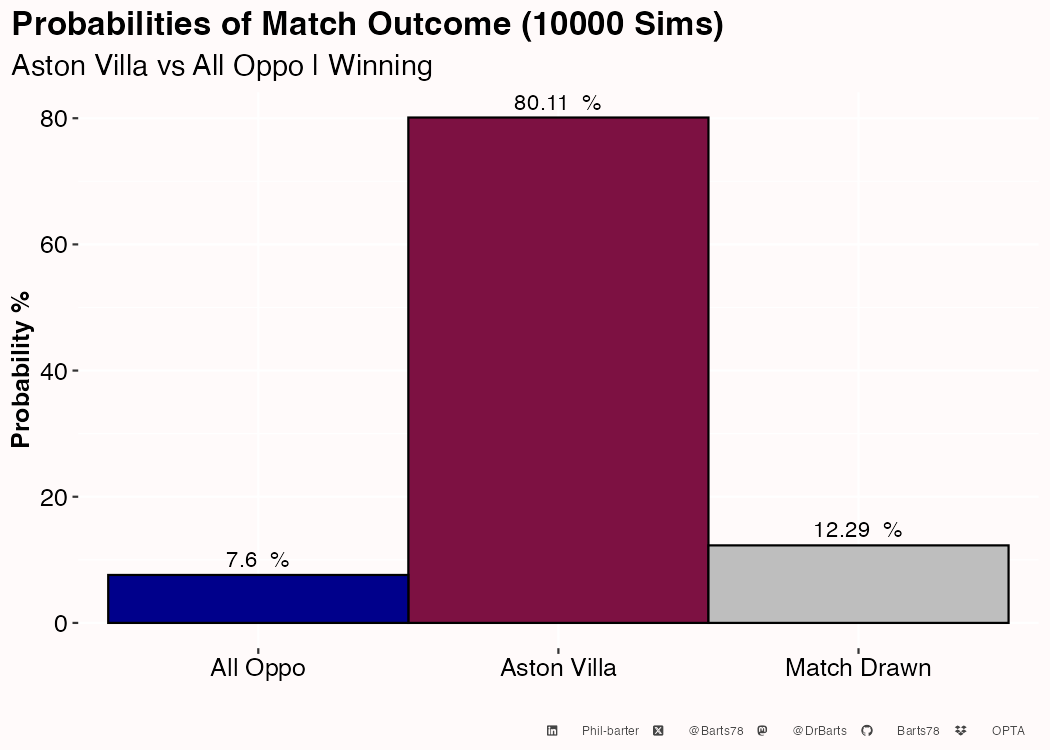 Probabilities of Match Outcome (10000 Sims)
Aston Villa vs All Oppo | Winning
80.11 %
80
60
Probability %
40
20
12.29 %
7.6 %
0
All Oppo Aston Villa Match Drawn
Phil-barter @Barts78 @DrBarts Barts78 OPTA